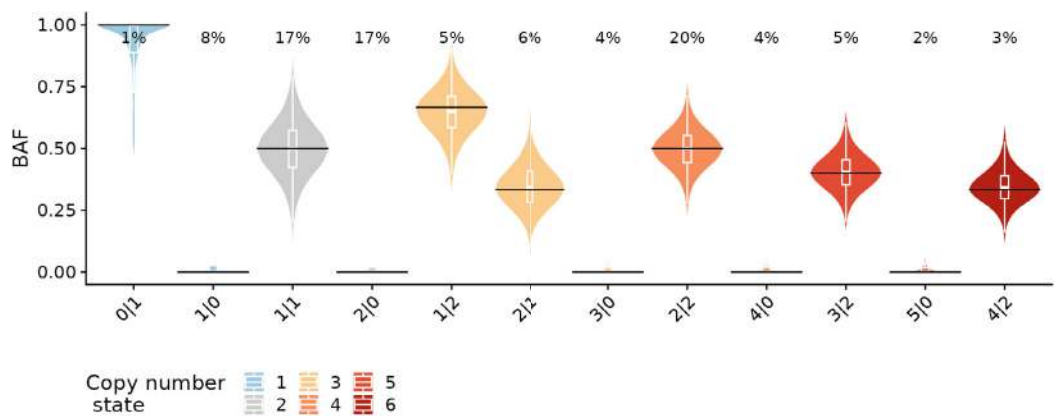 1.00
0.75
0.50
0.25
0.00
BAF
1% 8% 17% 17% 5% 6% 4% 20% 4% 5% 2% 3%
0|1 1|0 1|1 2|0 1|2 2|1 3|0 2|2 4|0 3|2 5|0 4|2
Copy number 1 3 5
state 2 4 6